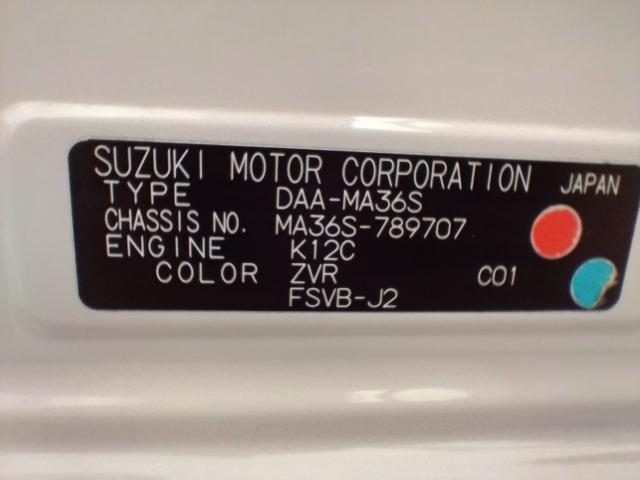 SUZUKI MOTOR CORPORATION JAPAN
TYPE DAA-MA36S
CHASSIS NO. MA36S-789707
ENGINE K12C
COLOR ZVR C01
FSVB-J2